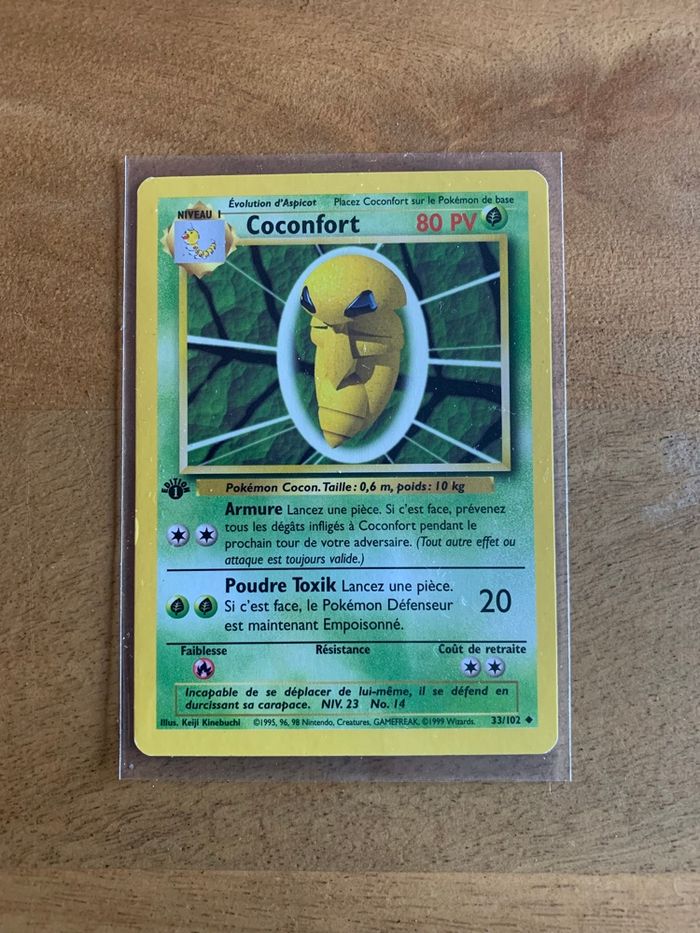 Évolution d'Aspicot Placez Coconfort sur le Pokémon de base
NIVEAU 1
Coconfort 80 PV
EDITION 1
Pokémon Cocon. Taille: 0,6 m, poids: 10 kg
Armure Lancez une pièce. Si c'est face, prévenez
tous les dégâts infligés à Coconfort pendant le
prochain tour de votre adversaire. (Tout autre effet ou
attaque est toujours valide.)
Poudre Toxik Lancez une pièce.
Si c'est face, le Pokémon Défenseur
est maintenant Empoisonné.
20
Faiblesse Résistance Coût de retraite
Incapable de se déplacer de lui-même, il se défend en
durcissant sa carapace. NIV. 23 No. 14
Illus. Keiji Kinebuchi ©1995, 96, 98 Nintendo, Creatures, GAMEFREAK. ©1999 Wizards. 33/102